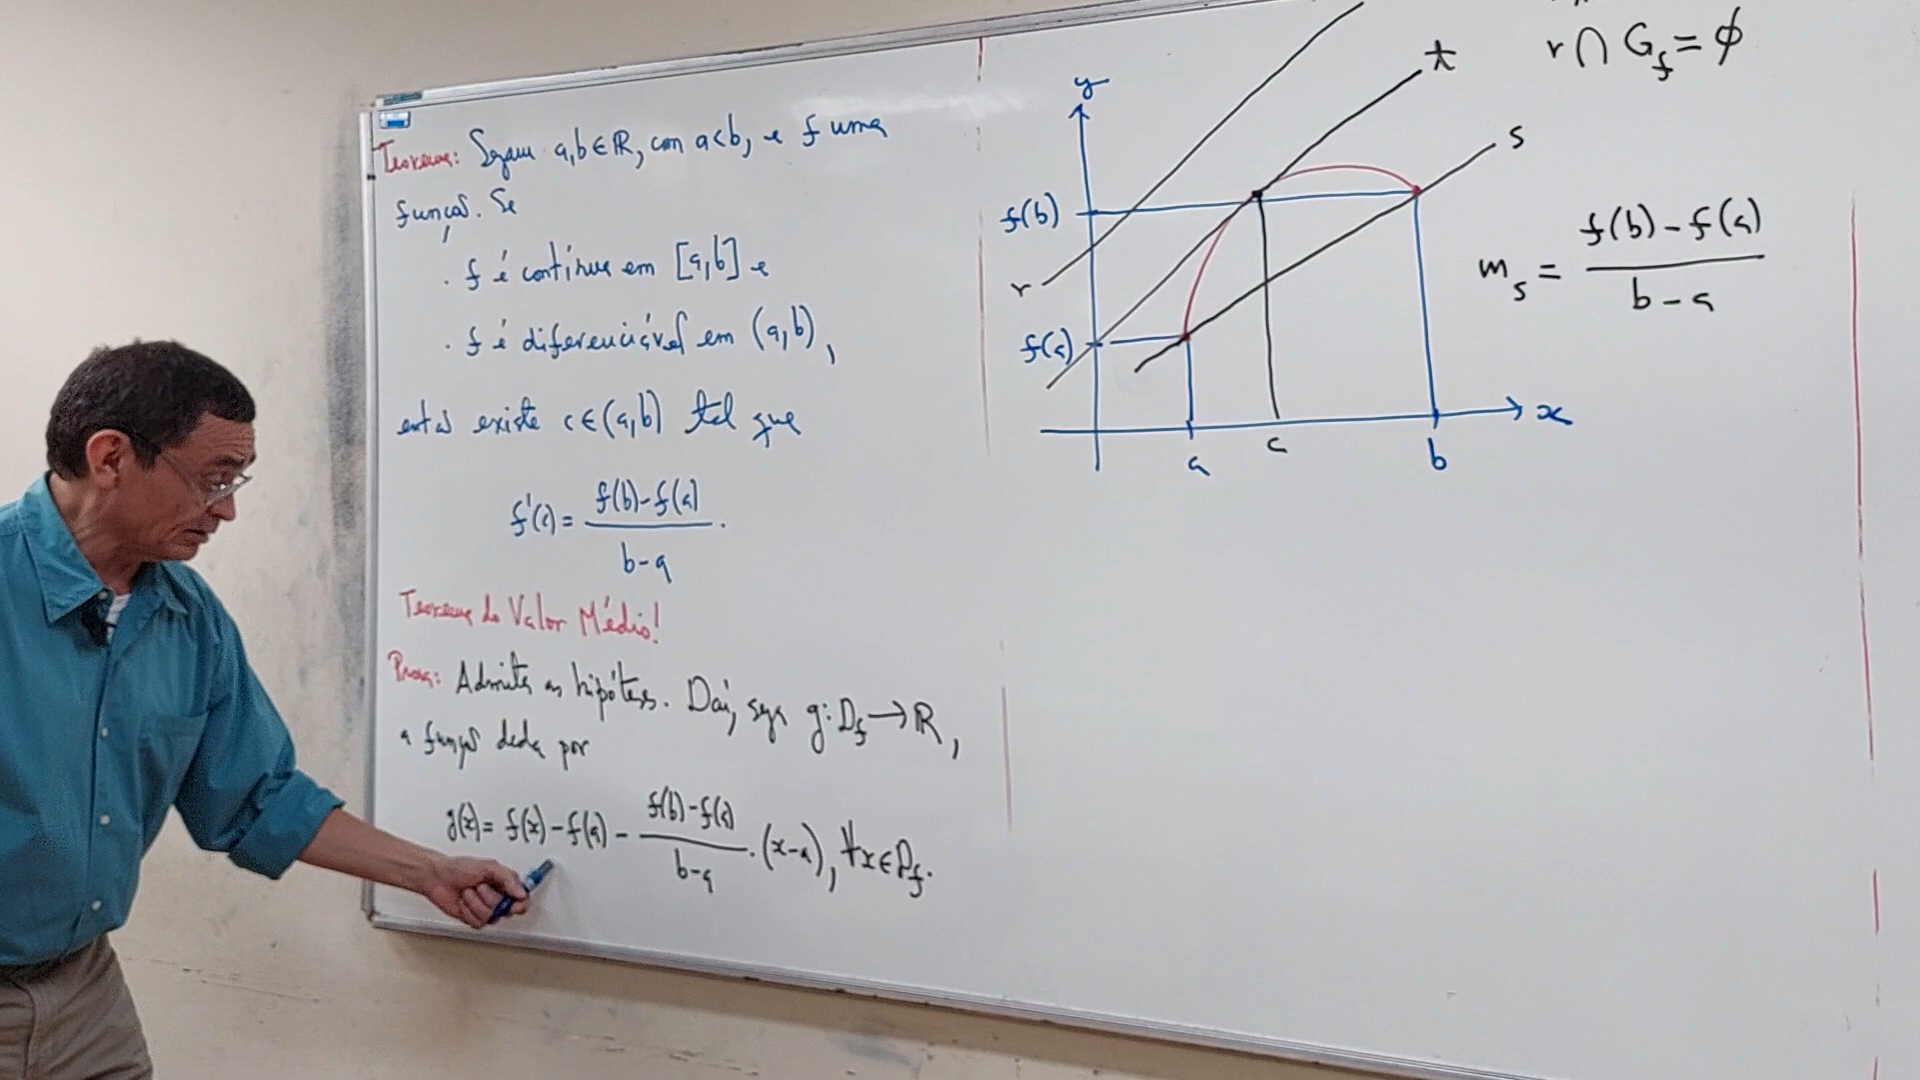 Teorema: Sejam a,b∈ℝ, com a<b, e f uma
função. Se
· f é contínua em [a,b] e
· f é diferenciável em (a,b),
então existe c∈(a,b) tal que
f'(c) = f(b)-f(a) / b-a .
Teorema do Valor Médio!
Prova: Admita as hipóteses. Daí, seja g: D_f → ℝ,
a função dada por
g(x) = f(x) - f(a) - f(b)-f(a) / b-a . (x-a), ∀x∈D_f.
y
t
s
f(b)
r
f(a)
x
a
c
b
r ∩ G_f = ϕ
m_s = f(b) - f(a) / b - a